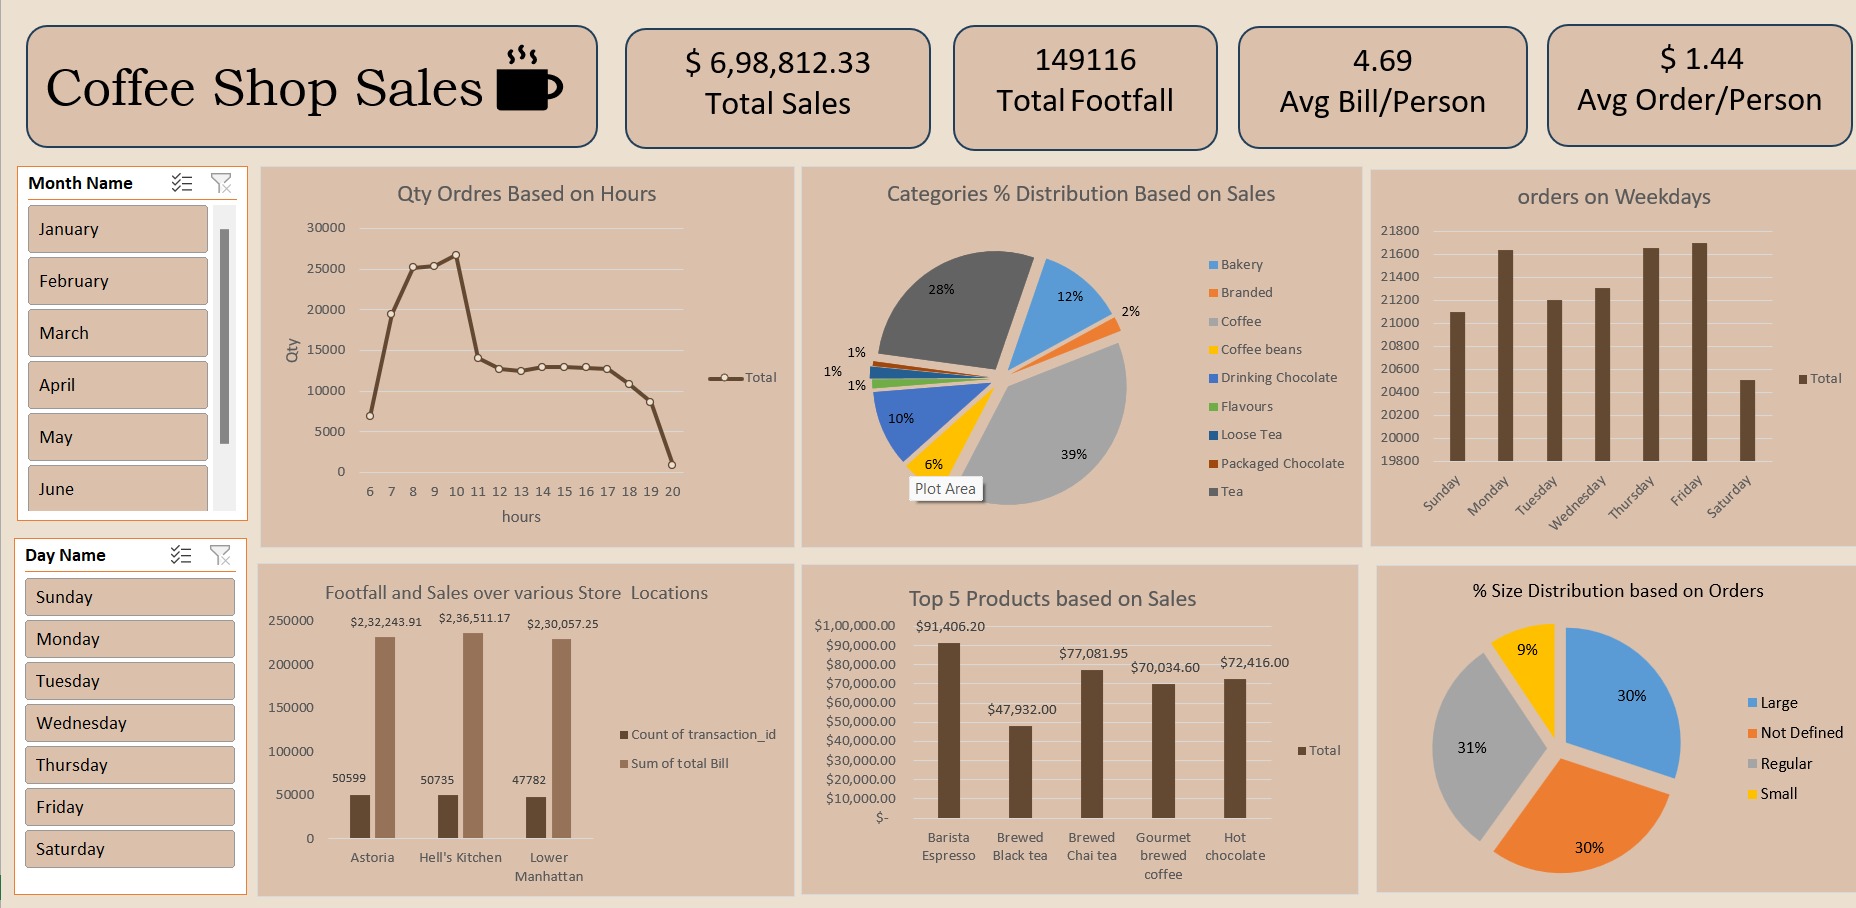 Coffee Shop Sales
$ 6,98,812.33
Total Sales
149116
Total Footfall
4.69
Avg Bill/Person
$ 1.44
Avg Order/Person
Month Name
January
February
March
April
May
June
Day Name
Sunday
Monday
Tuesday
Wednesday
Thursday
Friday
Saturday
Qty Ordres Based on Hours
30000
25000
20000
15000
10000
5000
0
Qty
6 7 8 9 10 11 12 13 14 15 16 17 18 19 20
hours
Total
Categories % Distribution Based on Sales
28%
12%
2%
1%
1%
1%
10%
6%
39%
Plot Area
Bakery
Branded
Coffee
Coffee beans
Drinking Chocolate
Flavours
Loose Tea
Packaged Chocolate
Tea
orders on Weekdays
21800
21600
21400
21200
21000
20800
20600
20400
20200
20000
19800
Sunday
Monday
Tuesday
Wednesday
Thursday
Friday
Saturday
Total
Footfall and Sales over various Store Locations
250000
200000
150000
100000
50000
0
$2,32,243.91
$2,36,511.17
$2,30,057.25
50599
50735
47782
Astoria
Hell's Kitchen
Lower
Manhattan
Count of transaction_id
Sum of total Bill
Top 5 Products based on Sales
$1,00,000.00
$90,000.00
$80,000.00
$70,000.00
$60,000.00
$50,000.00
$40,000.00
$30,000.00
$20,000.00
$10,000.00
$-
$91,406.20
$47,932.00
$77,081.95
$70,034.60
$72,416.00
Barista
Espresso
Brewed
Black tea
Brewed
Chai tea
Gourmet
brewed
coffee
Hot
chocolate
Total
% Size Distribution based on Orders
9%
30%
31%
30%
Large
Not Defined
Regular
Small